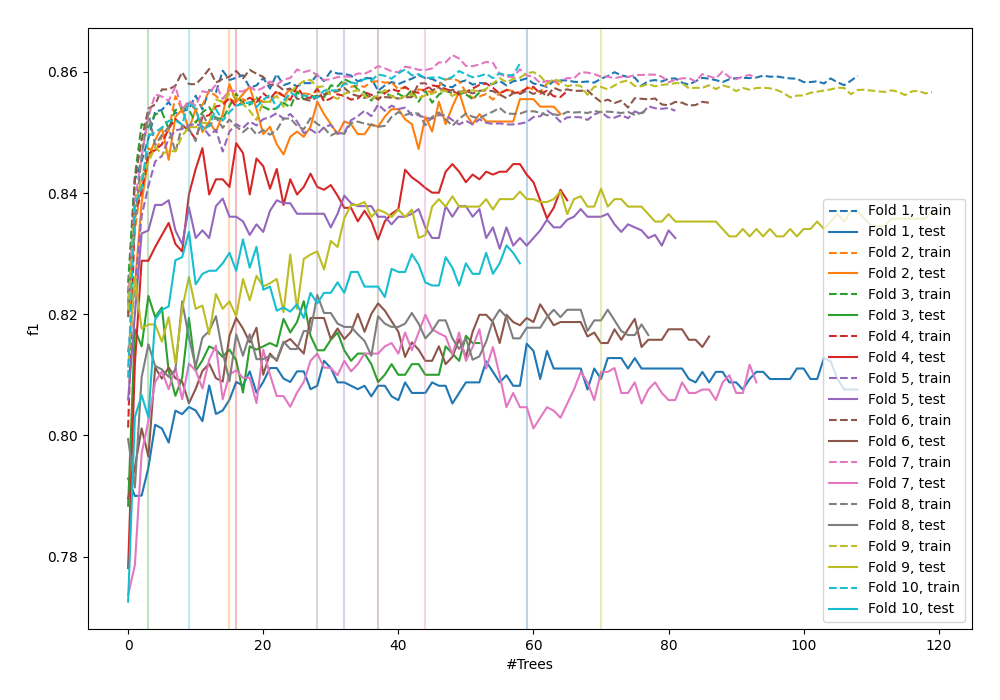 0.86
0.84
0.82
0.80
0.78
f1
0
20
40
60
80
100
120
#Trees
Fold 1, train
Fold 1, test
Fold 2, train
Fold 2, test
Fold 3, train
Fold 3, test
Fold 4, train
Fold 4, test
Fold 5, train
Fold 5, test
Fold 6, train
Fold 6, test
Fold 7, train
Fold 7, test
Fold 8, train
Fold 8, test
Fold 9, train
Fold 9, test
Fold 10, train
Fold 10, test